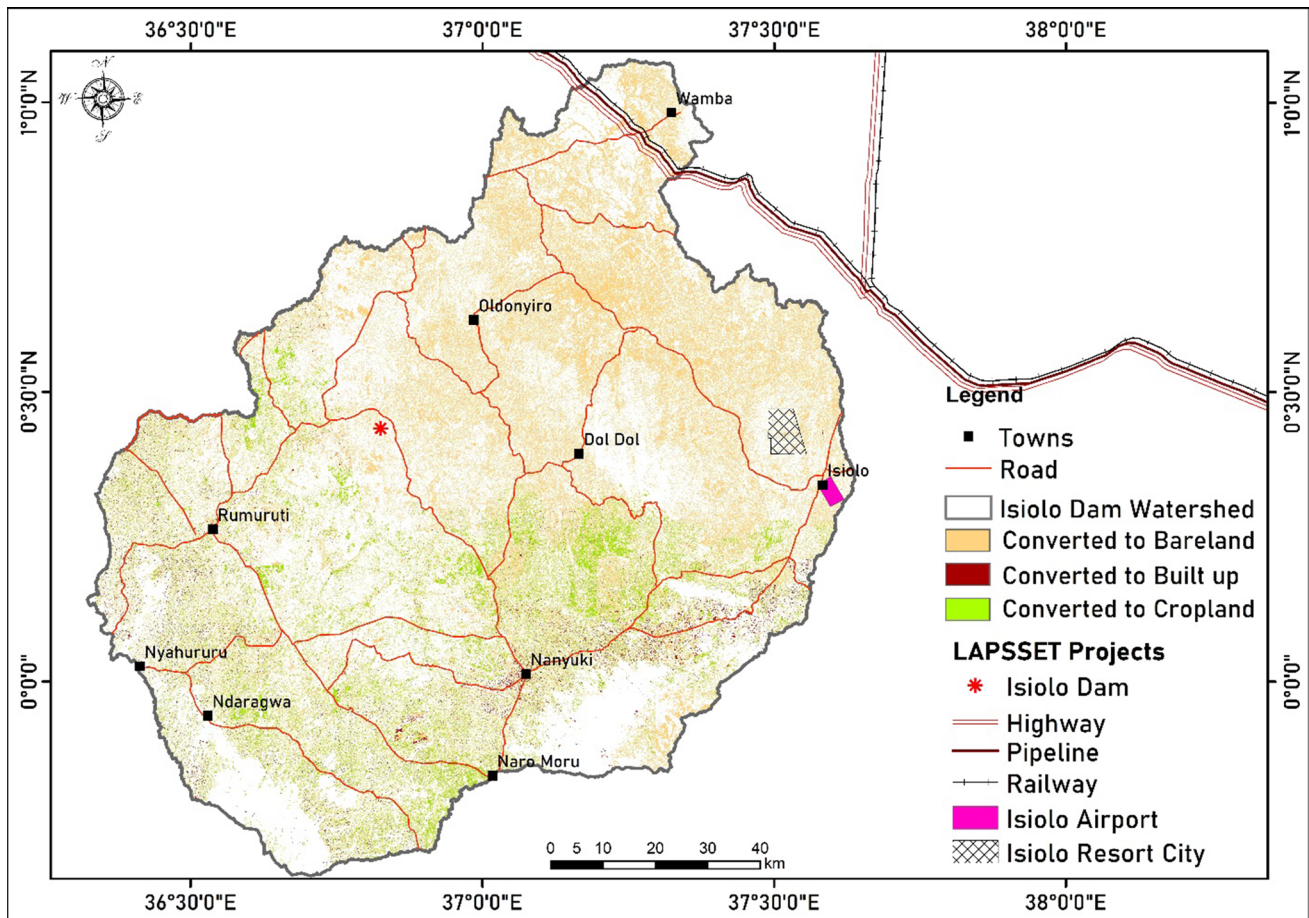 36°30'0"E 37°0'0"E 37°30'0"E 38°0'0"E
N
W E
S
1°0'0"N
1°0'0"N
Wamba
Oldonyiro
0°30'0"N
0°30'0"N
Dol Dol
Isiolo
Rumuruti
Nyahururu
Nanyuki
Ndaragwa
Naro Moru
0°0'0"
0°0'0"
Legend
Towns
Road
Isiolo Dam Watershed
Converted to Bareland
Converted to Built up
Converted to Cropland
LAPSSET Projects
Isiolo Dam
Highway
Pipeline
Railway
Isiolo Airport
Isiolo Resort City
0 5 10 20 30 40
km
36°30'0"E 37°0'0"E 37°30'0"E 38°0'0"E